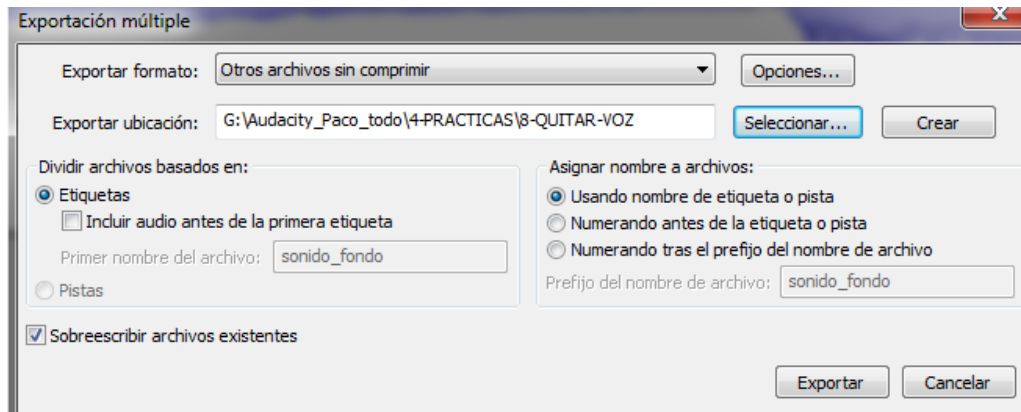 Exportación múltiple
Exportar formato: Otros archivos sin comprimir Opciones...
Exportar ubicación: G:\Audacity_Paco_todo\4-PRACTICAS\8-QUITAR-VOZ Seleccionar... Crear
Dividir archivos basados en:
Etiquetas
Incluir audio antes de la primera etiqueta
Primer nombre del archivo: sonido_fondo
Pistas
Asignar nombre a archivos:
Usando nombre de etiqueta o pista
Numerando antes de la etiqueta o pista
Numerando tras el prefijo del nombre de archivo
Prefijo del nombre de archivo: sonido_fondo
Sobreescribir archivos existentes
Exportar Cancelar